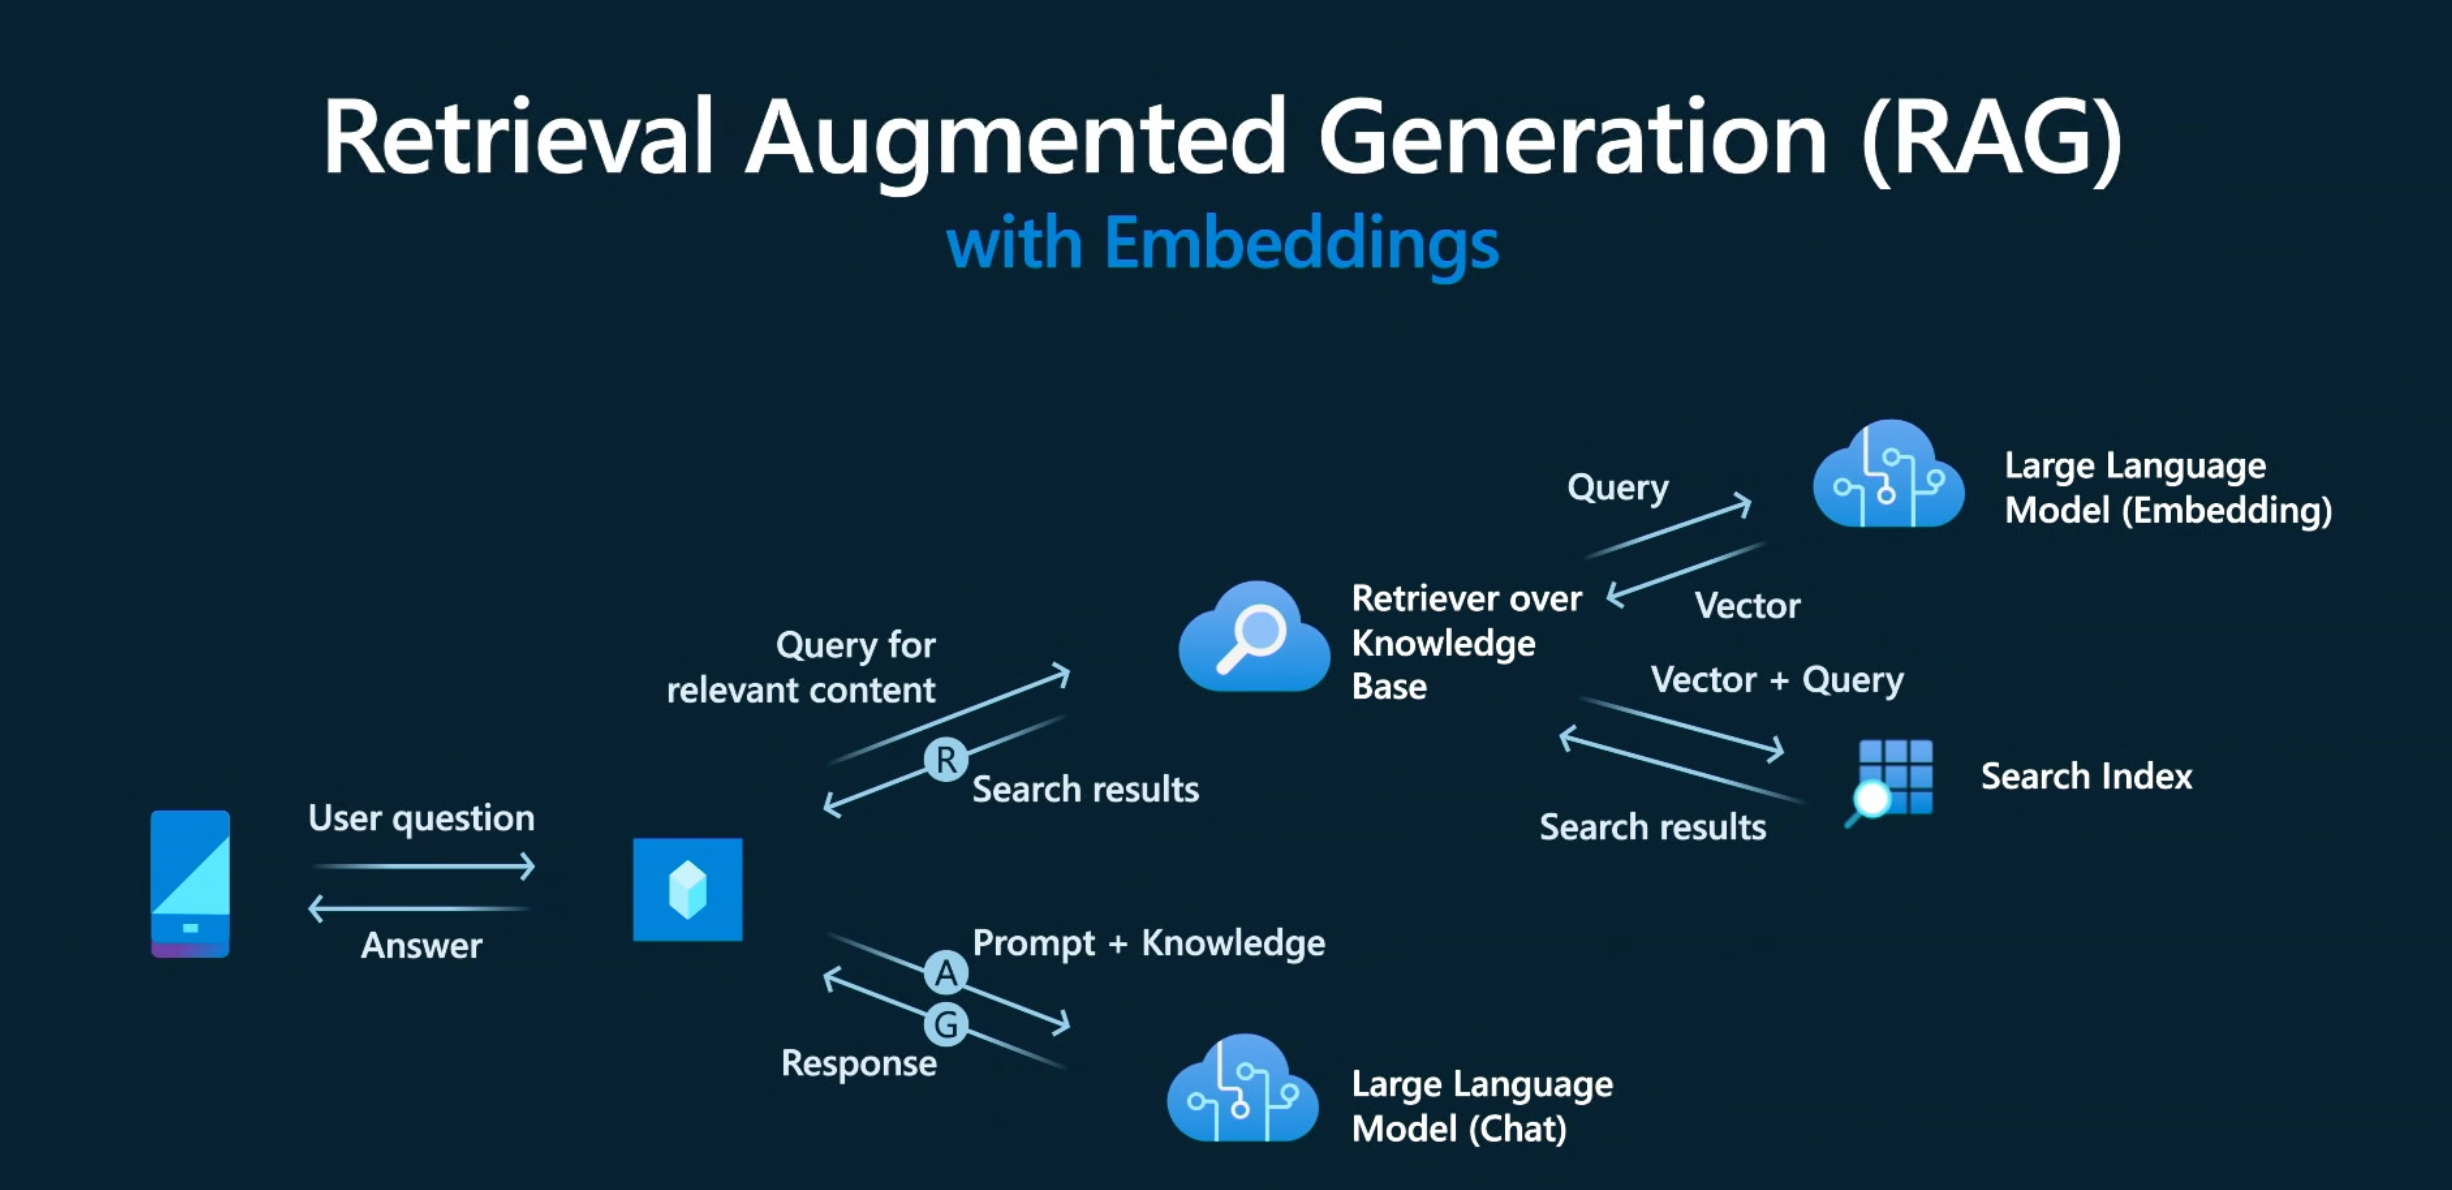 Retrieval Augmented Generation (RAG)
with Embeddings
Query
Large Language
Model (Embedding)
Vector
Query for
relevant content
Retriever over
Knowledge
Base
Vector + Query
R
Search results
Search Index
Search results
User question
Answer
Prompt + Knowledge
A
G
Response
Large Language
Model (Chat)